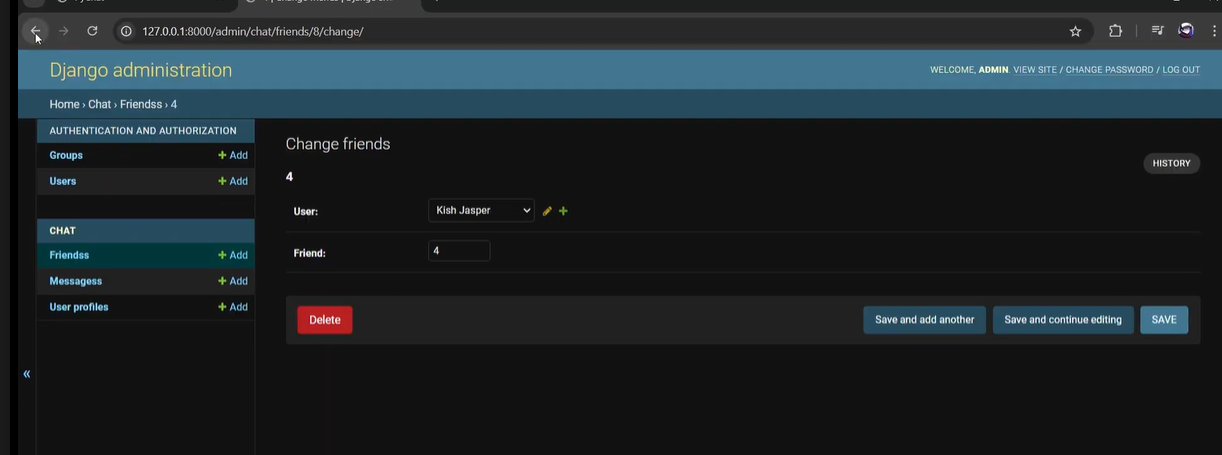 127.0.0.1:8000/admin/chat/friends/8/change/
Django administration
WELCOME, ADMIN. VIEW SITE / CHANGE PASSWORD / LOG OUT
Home › Chat › Friendss › 4
AUTHENTICATION AND AUTHORIZATION
Groups + Add
Users + Add
CHAT
Friendss + Add
Messagess + Add
User profiles + Add
«
Change friends
HISTORY
4
User: Kish Jasper
Friend: 4
Delete Save and add another Save and continue editing SAVE